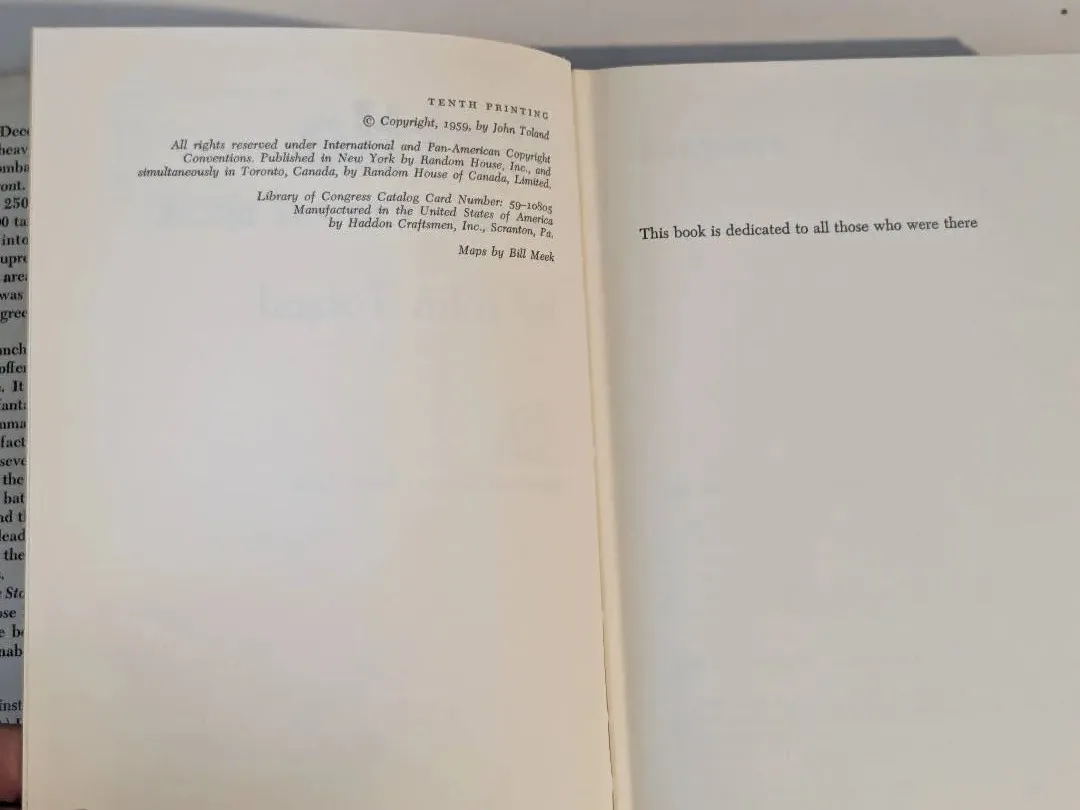 TENTH PRINTING
© Copyright, 1959, by John Toland
All rights reserved under International and Pan-American Copyright
Conventions. Published in New York by Random House, Inc., and
simultaneously in Toronto, Canada, by Random House of Canada, Limited.
Library of Congress Catalog Card Number: 59-10805
Manufactured in the United States of America
by Haddon Craftsmen, Inc., Scranton, Pa.
Maps by Bill Meek
This book is dedicated to all those who were there